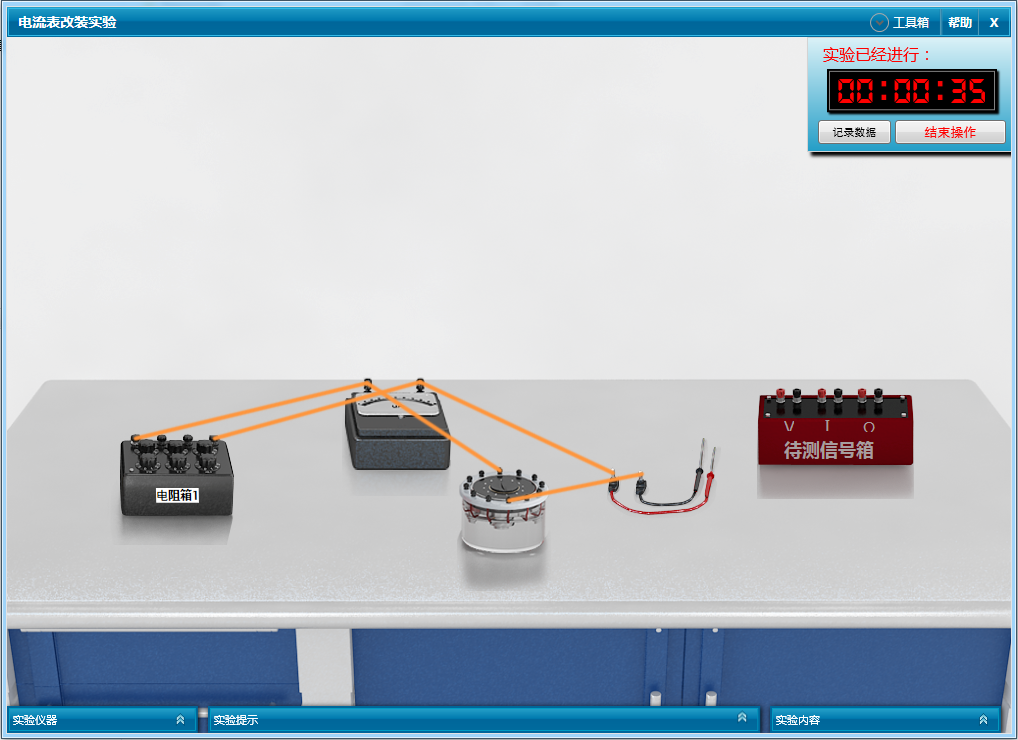 电流表改装实验
工具箱
帮助
X
实验已经进行：
00:00:35
记录数据
结束操作
V I Ω
待测信号箱
电阻箱1
实验仪器
实验提示
实验内容